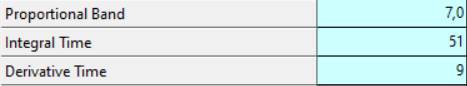 Proportional Band 7,0
Integral Time 51
Derivative Time 9